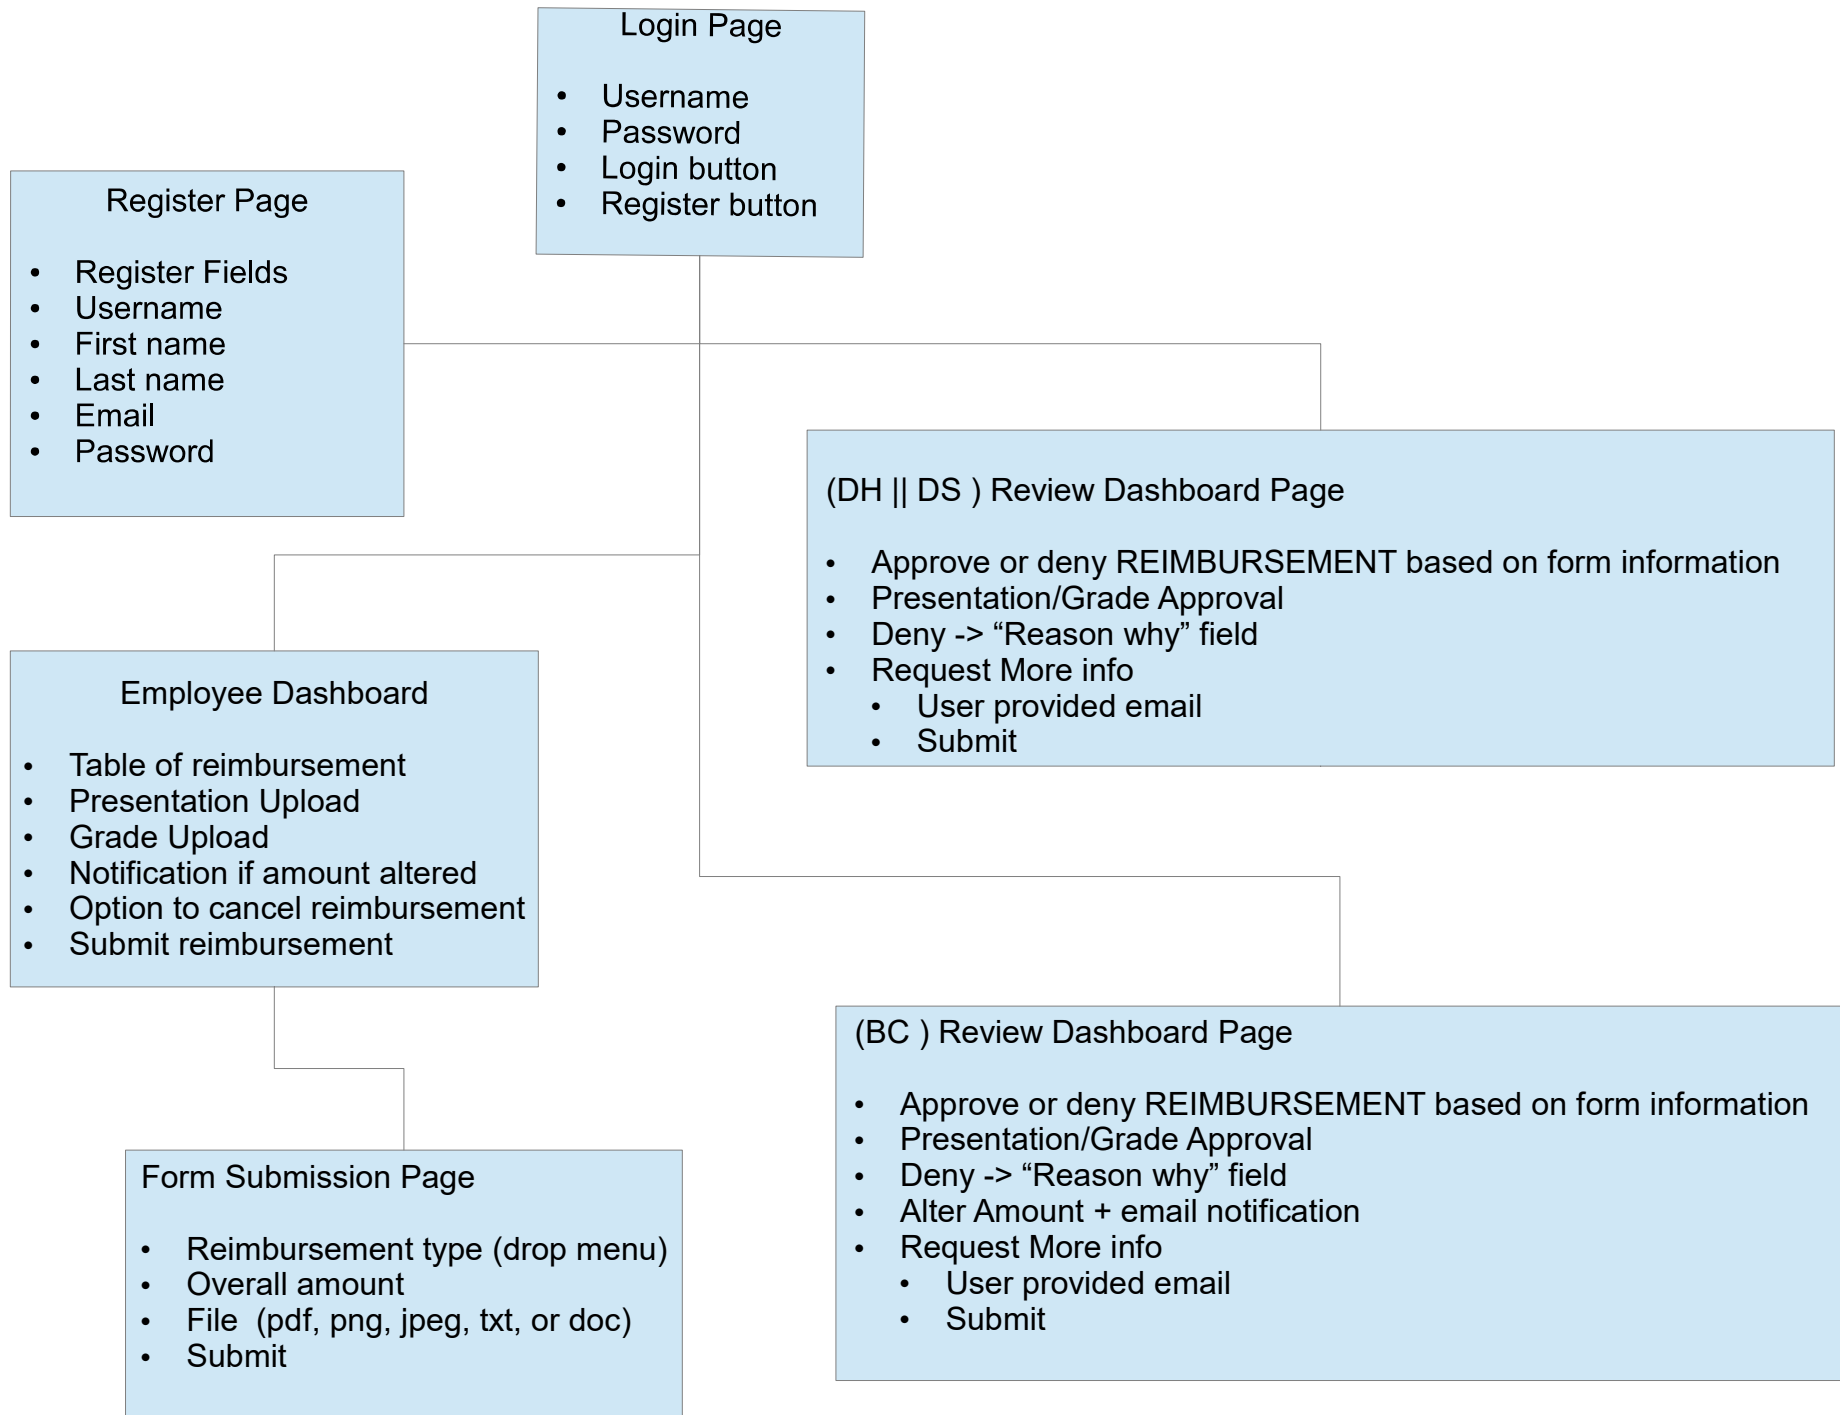 Login Page
• Username
• Password
• Login button
• Register button
Register Page
• Register Fields
• Username
• First name
• Last name
• Email
• Password
(DH || DS ) Review Dashboard Page
• Approve or deny REIMBURSEMENT based on form information
• Presentation/Grade Approval
• Deny -> “Reason why” field
• Request More info
• User provided email
• Submit
Employee Dashboard
• Table of reimbursement
• Presentation Upload
• Grade Upload
• Notification if amount altered
• Option to cancel reimbursement
• Submit reimbursement
(BC ) Review Dashboard Page
• Approve or deny REIMBURSEMENT based on form information
• Presentation/Grade Approval
• Deny -> “Reason why” field
• Alter Amount + email notification
• Request More info
• User provided email
• Submit
Form Submission Page
• Reimbursement type (drop menu)
• Overall amount
• File  (pdf, png, jpeg, txt, or doc)
• Submit